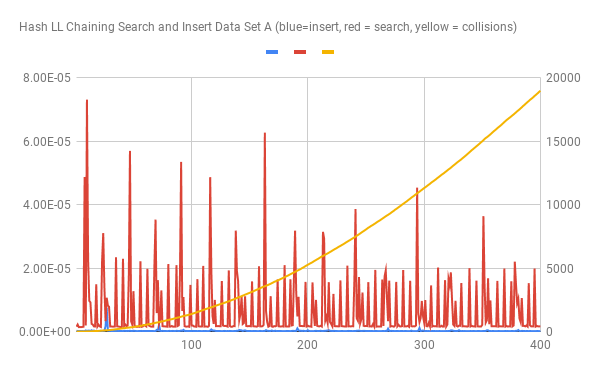 Hash LL Chaining Search and Insert Data Set A (blue=insert, red = search, yellow = collisions)
8.00E-05 20000
6.00E-05 15000
4.00E-05 10000
2.00E-05 5000
0.00E+00 0
100 200 300 400